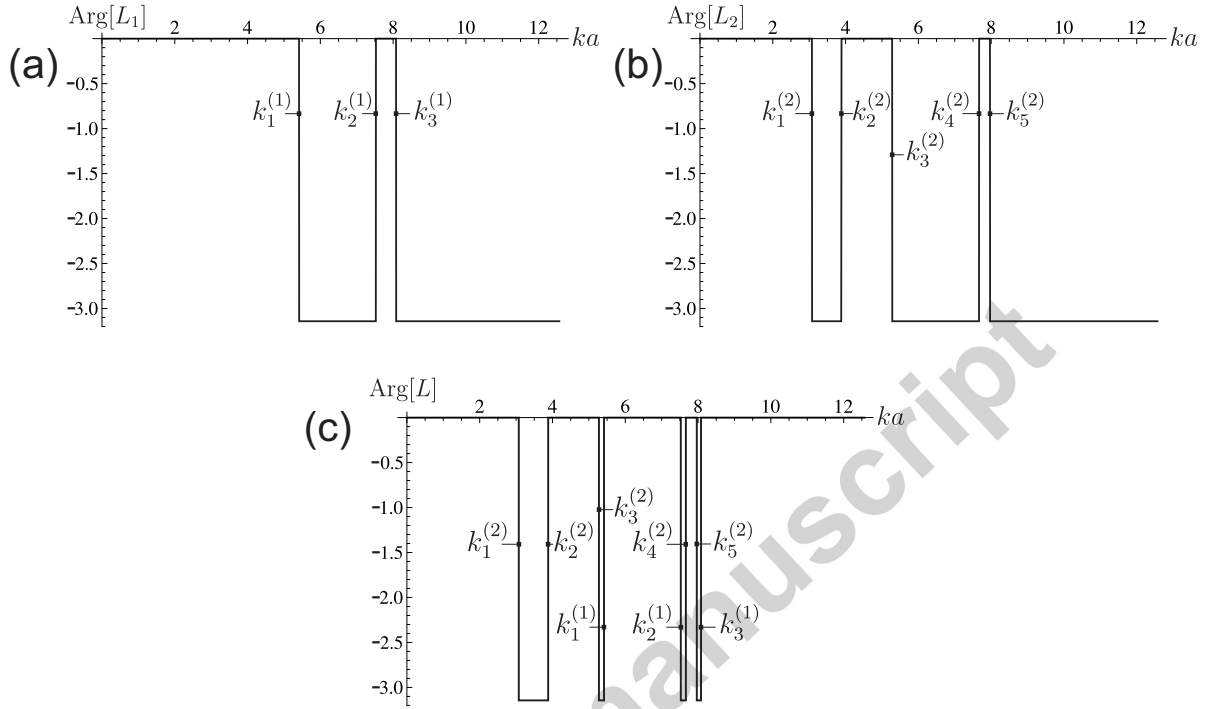 Arg[L₁] 2 4 6 8 10 12 ka
(a)
−0.5
k₁⁽¹⁾ k₂⁽¹⁾ k₃⁽¹⁾
−1.0
−1.5
−2.0
−2.5
−3.0
Arg[L₂] 2 4 6 8 10 12 ka
(b)
−0.5
k₁⁽²⁾ k₂⁽²⁾ k₄⁽²⁾ k₅⁽²⁾
−1.0
k₃⁽²⁾
−1.5
−2.0
−2.5
−3.0
Arg[L]
2 4 6 8 10 12 ka
(c)
−0.5
−1.0
k₃⁽²⁾
k₁⁽²⁾ k₂⁽²⁾ k₄⁽²⁾ k₅⁽²⁾
−1.5
−2.0
k₁⁽¹⁾ k₂⁽¹⁾ k₃⁽¹⁾
−2.5
−3.0
manuscript